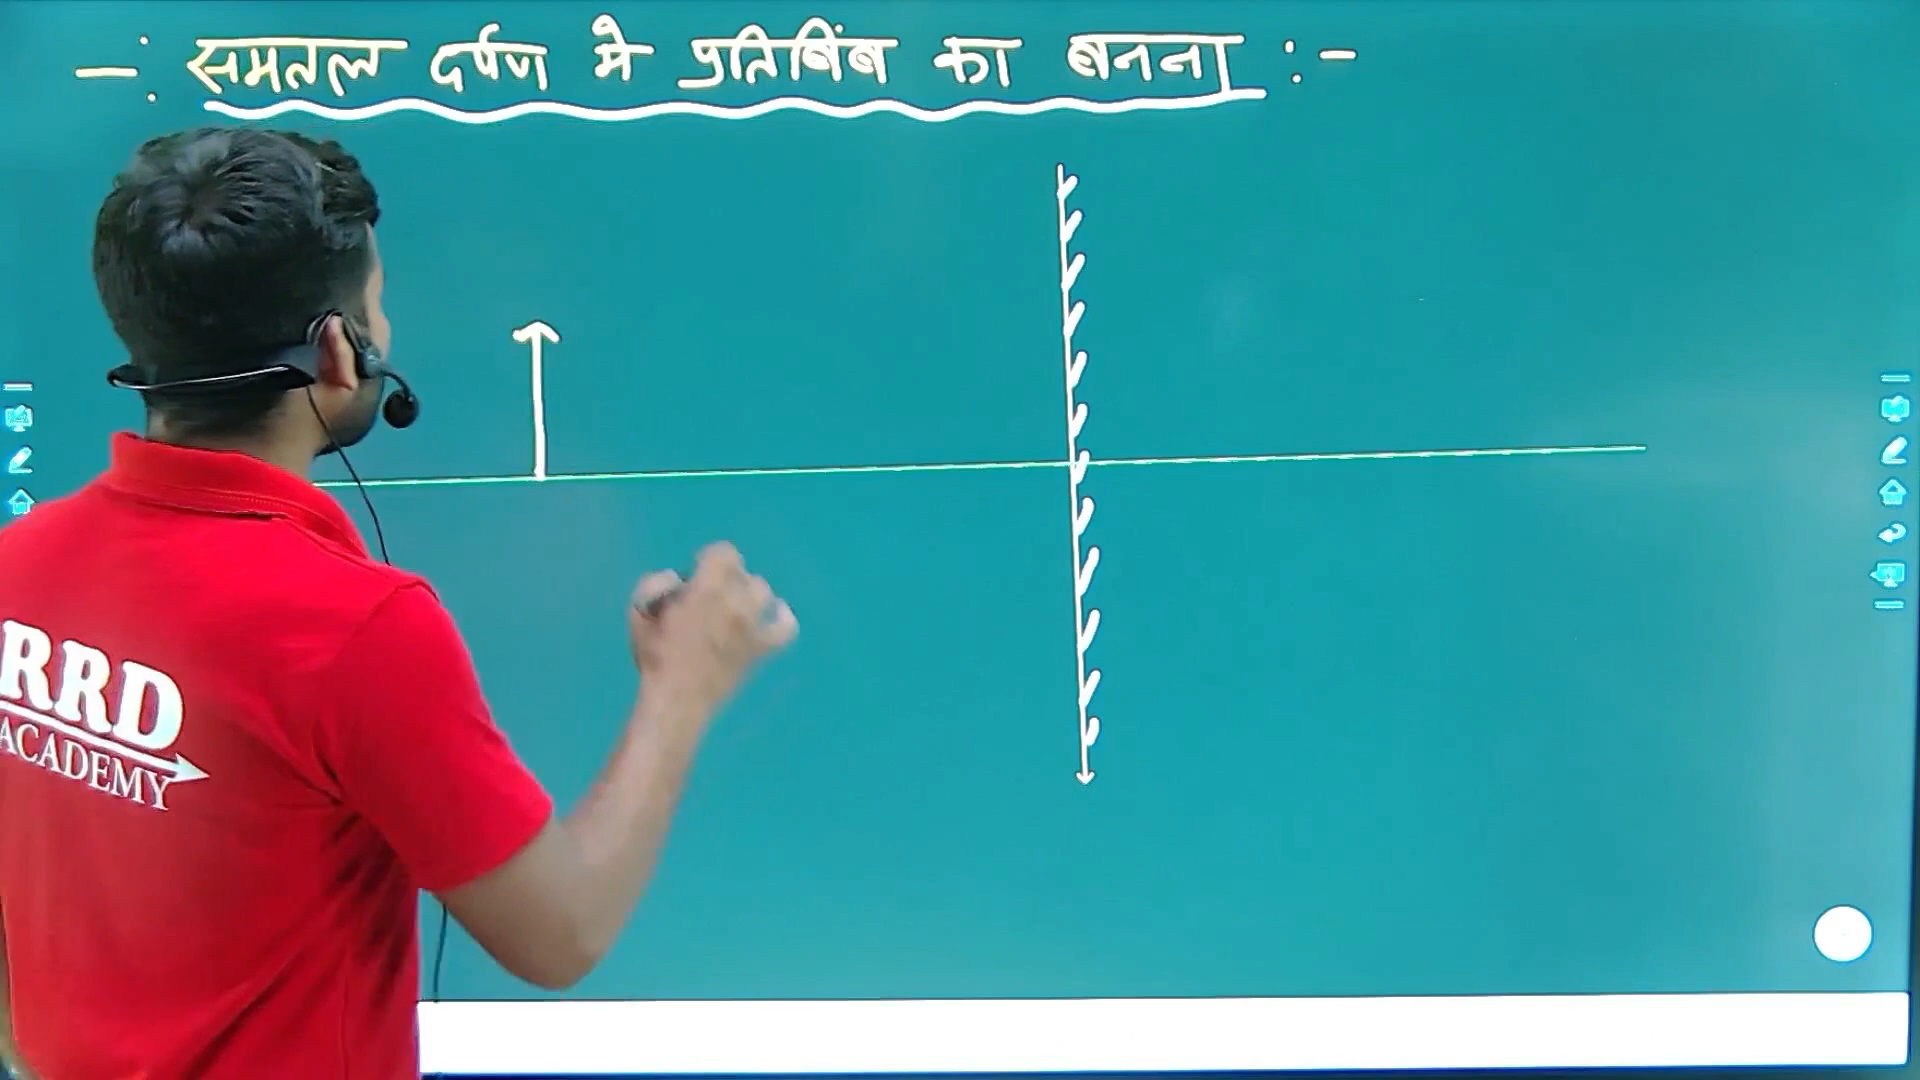 —: समतल दर्पण मे प्रतिबिंब का बनना :-
RRD
ACADEMY